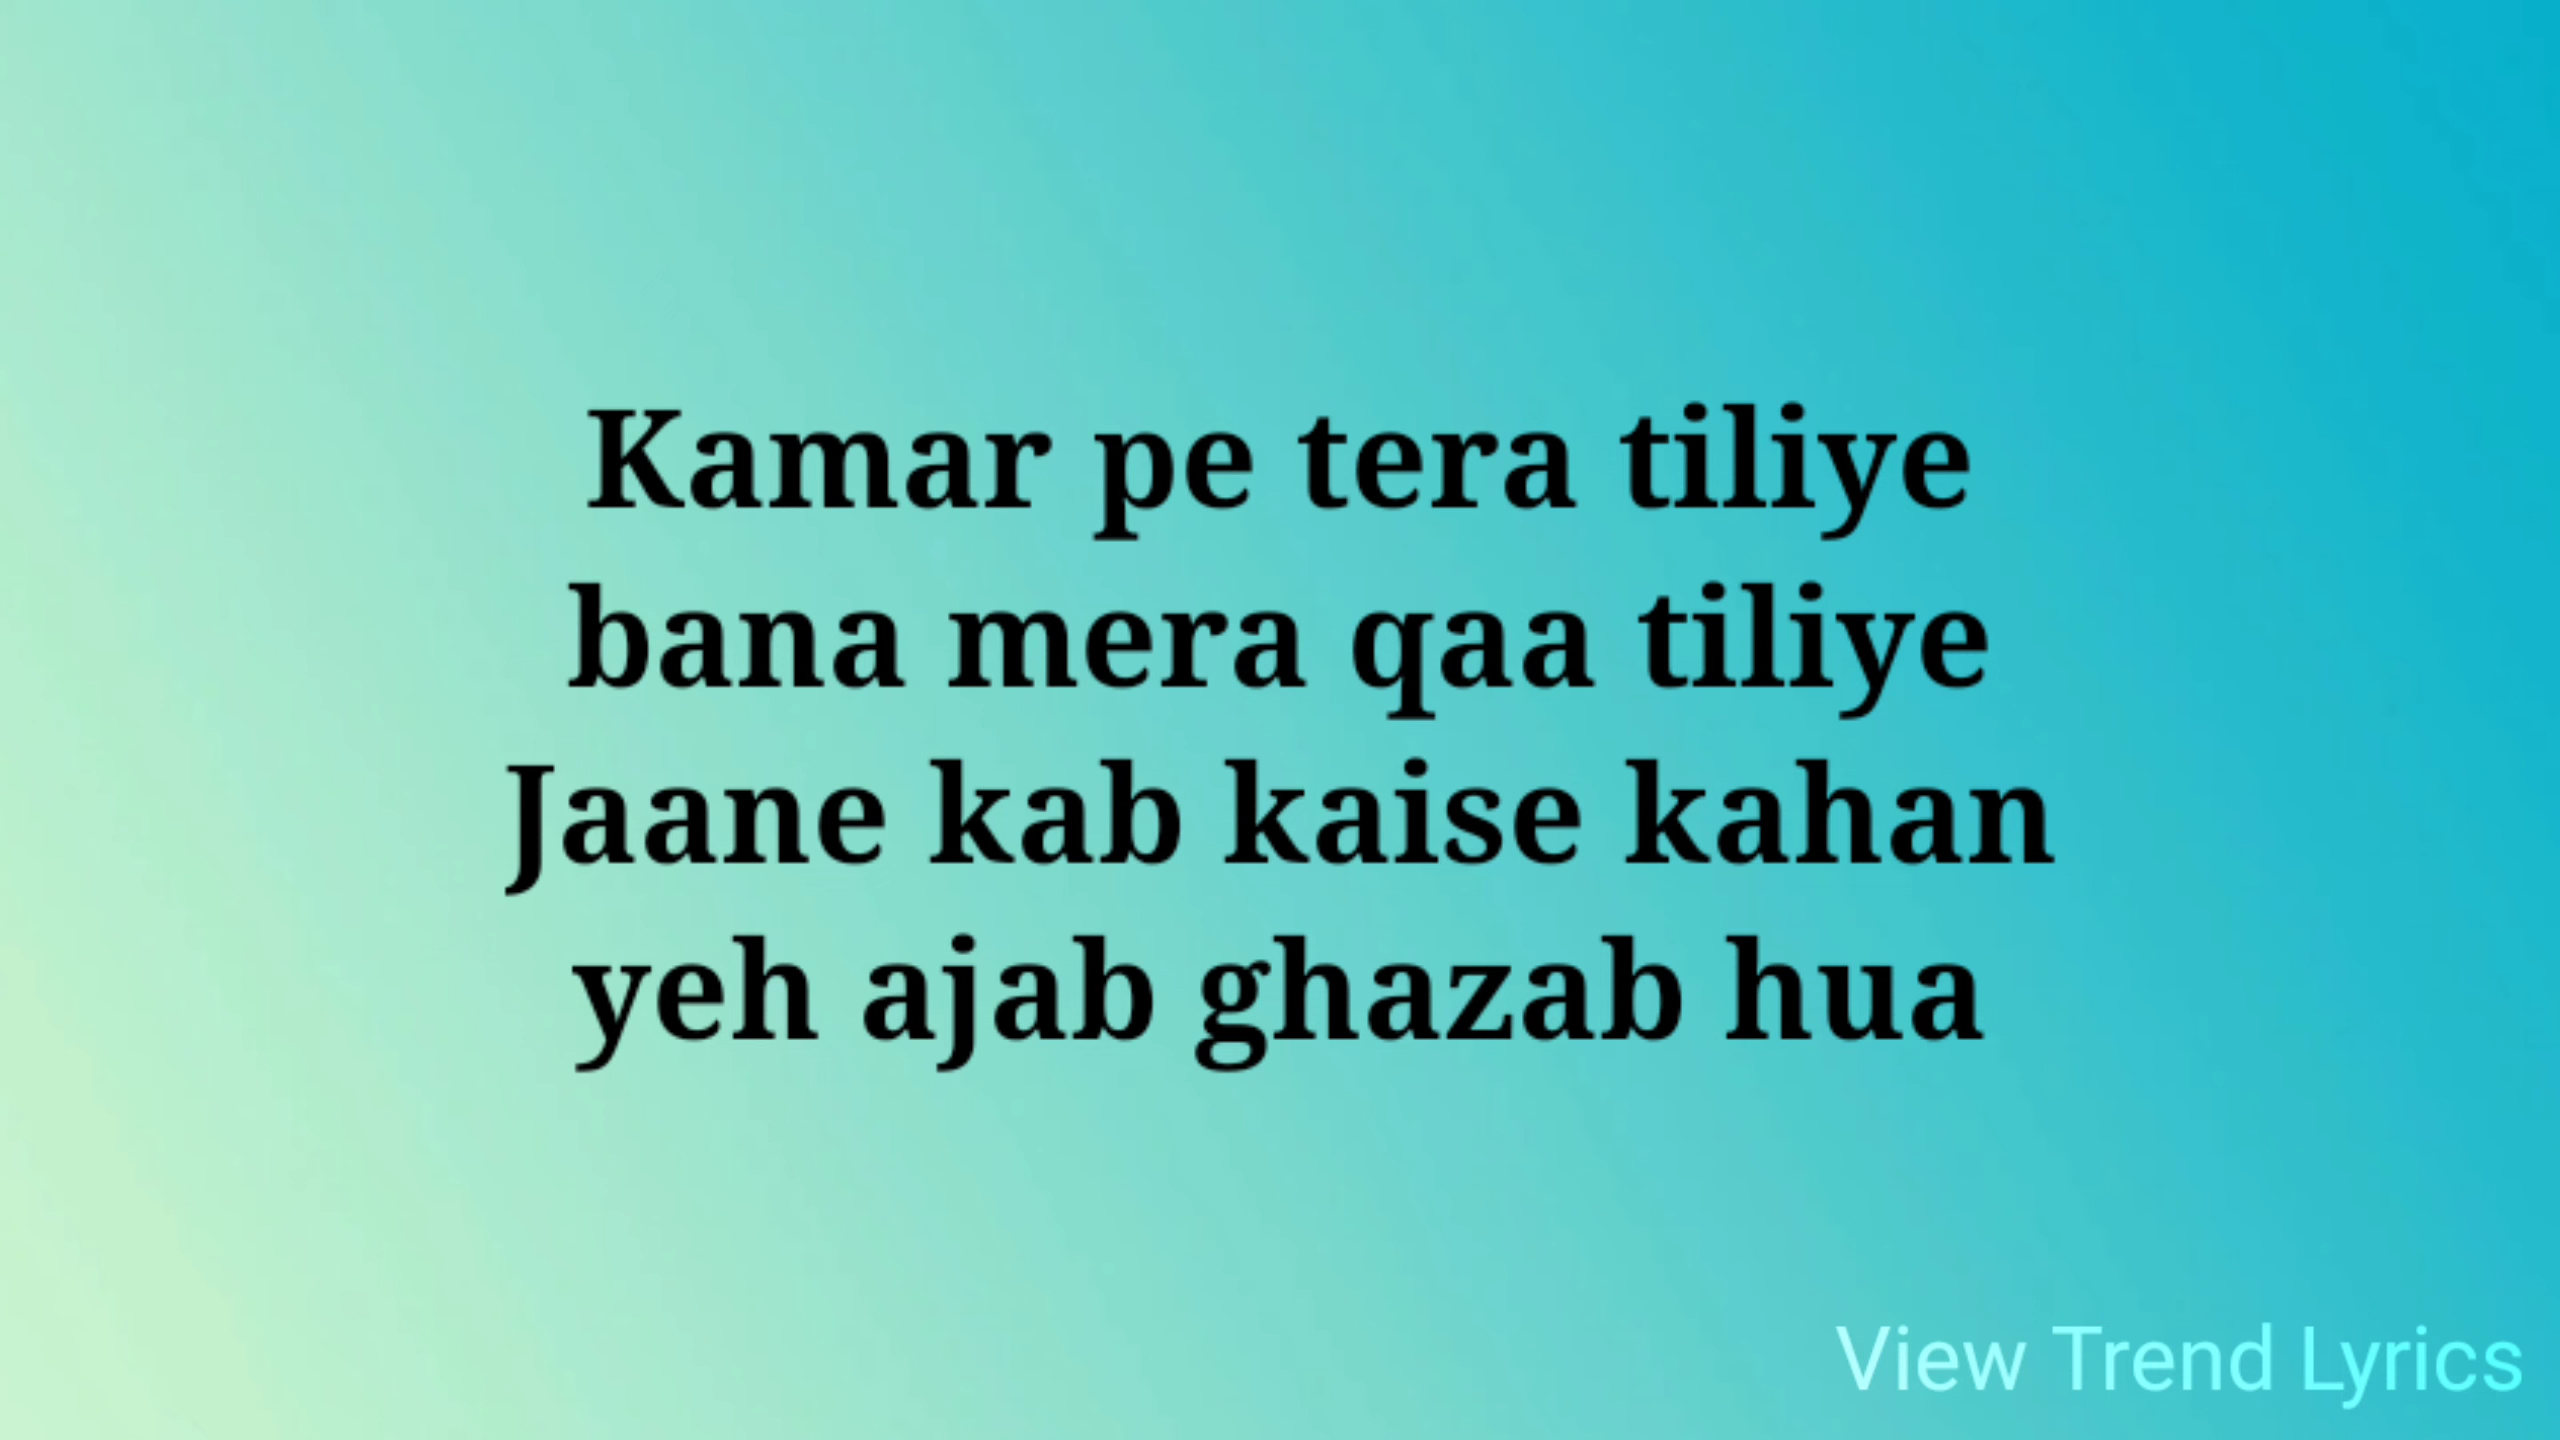 Kamar pe tera tiliye
bana mera qaa tiliye
Jaane kab kaise kahan
yeh ajab ghazab hua
View Trend Lyrics